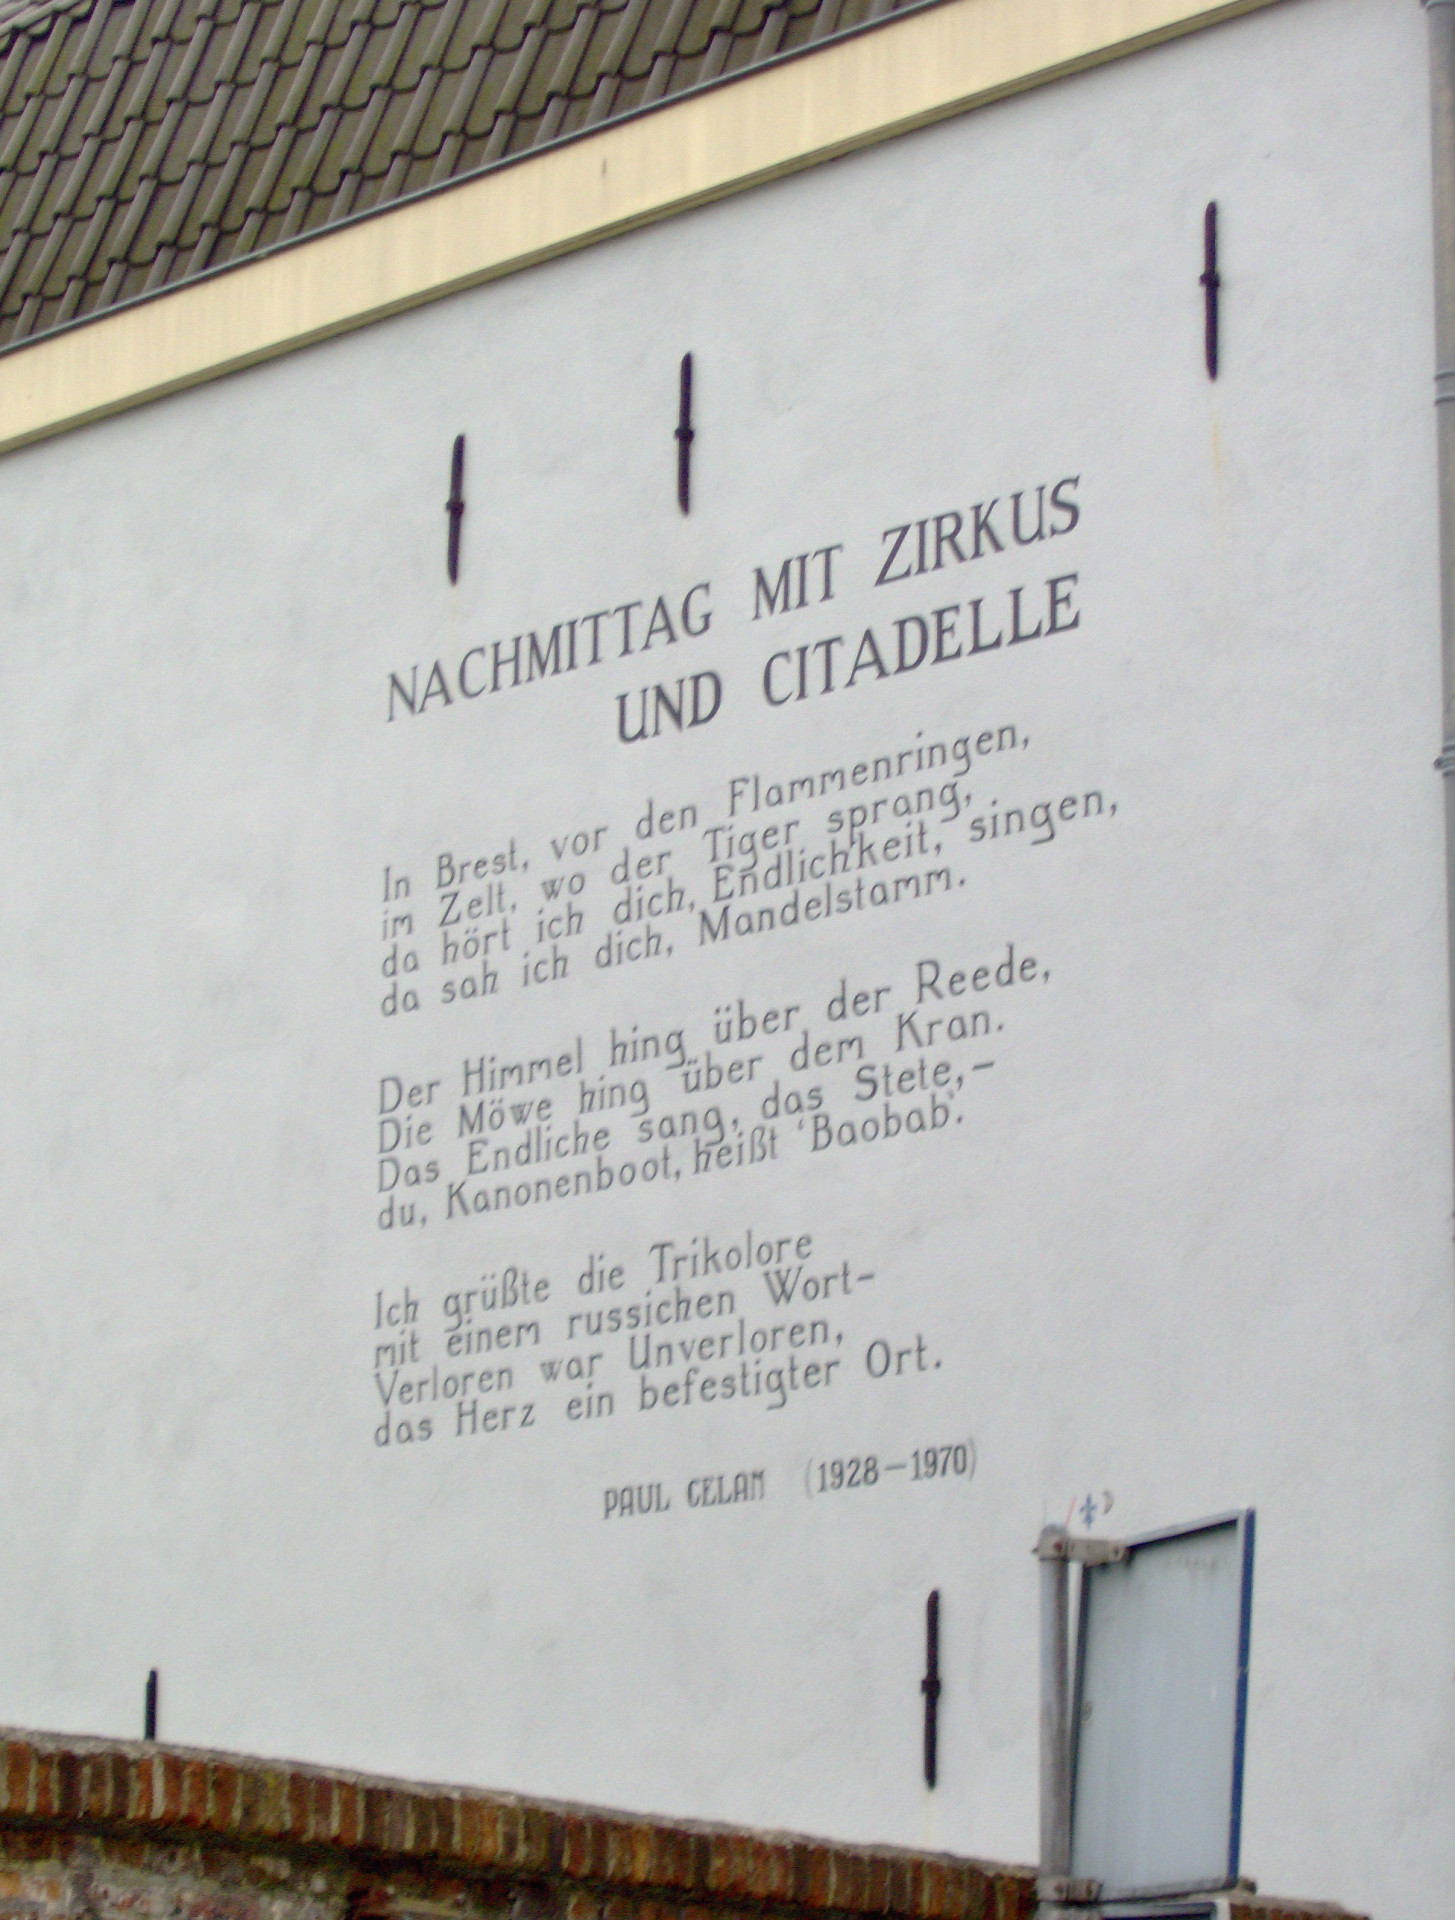 NACHMITTAG MIT ZIRKUS
UND CITADELLE
In Brest, vor den Flammenringen,
im Zelt, wo der Tiger sprang,
da hört ich dich, Endlichkeit, singen,
da sah ich dich, Mandelstamm.
Der Himmel hing über der Reede,
Die Möwe hing über dem Kran.
Das Endliche sang, das Stete,–
du, Kanonenboot, heißt ‘Baobab’.
Ich grüßte die Trikolore
mit einem russichen Wort–
Verloren war Unverloren,
das Herz ein befestigter Ort.
PAUL CELAN (1928–1970)